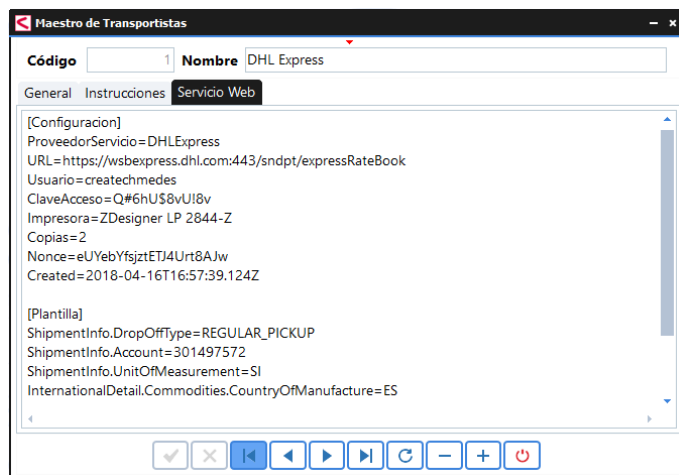 Maestro de Transportistas
Código 1 Nombre DHL Express
General Instrucciones Servicio Web
[Configuracion]
ProveedorServicio=DHLExpress
URL=https://wsbexpress.dhl.com:443/sndpt/expressRateBook
Usuario=createchmedes
ClaveAcceso=Q#6hU$8vU!8v
Impresora=ZDesigner LP 2844-Z
Copias=2
Nonce=eUYebYfsjztETJ4Urt8AJw
Created=2018-04-16T16:57:39.124Z
[Plantilla]
ShipmentInfo.DropOffType=REGULAR_PICKUP
ShipmentInfo.Account=301497572
ShipmentInfo.UnitOfMeasurement=SI
InternationalDetail.Commodities.CountryOfManufacture=ES